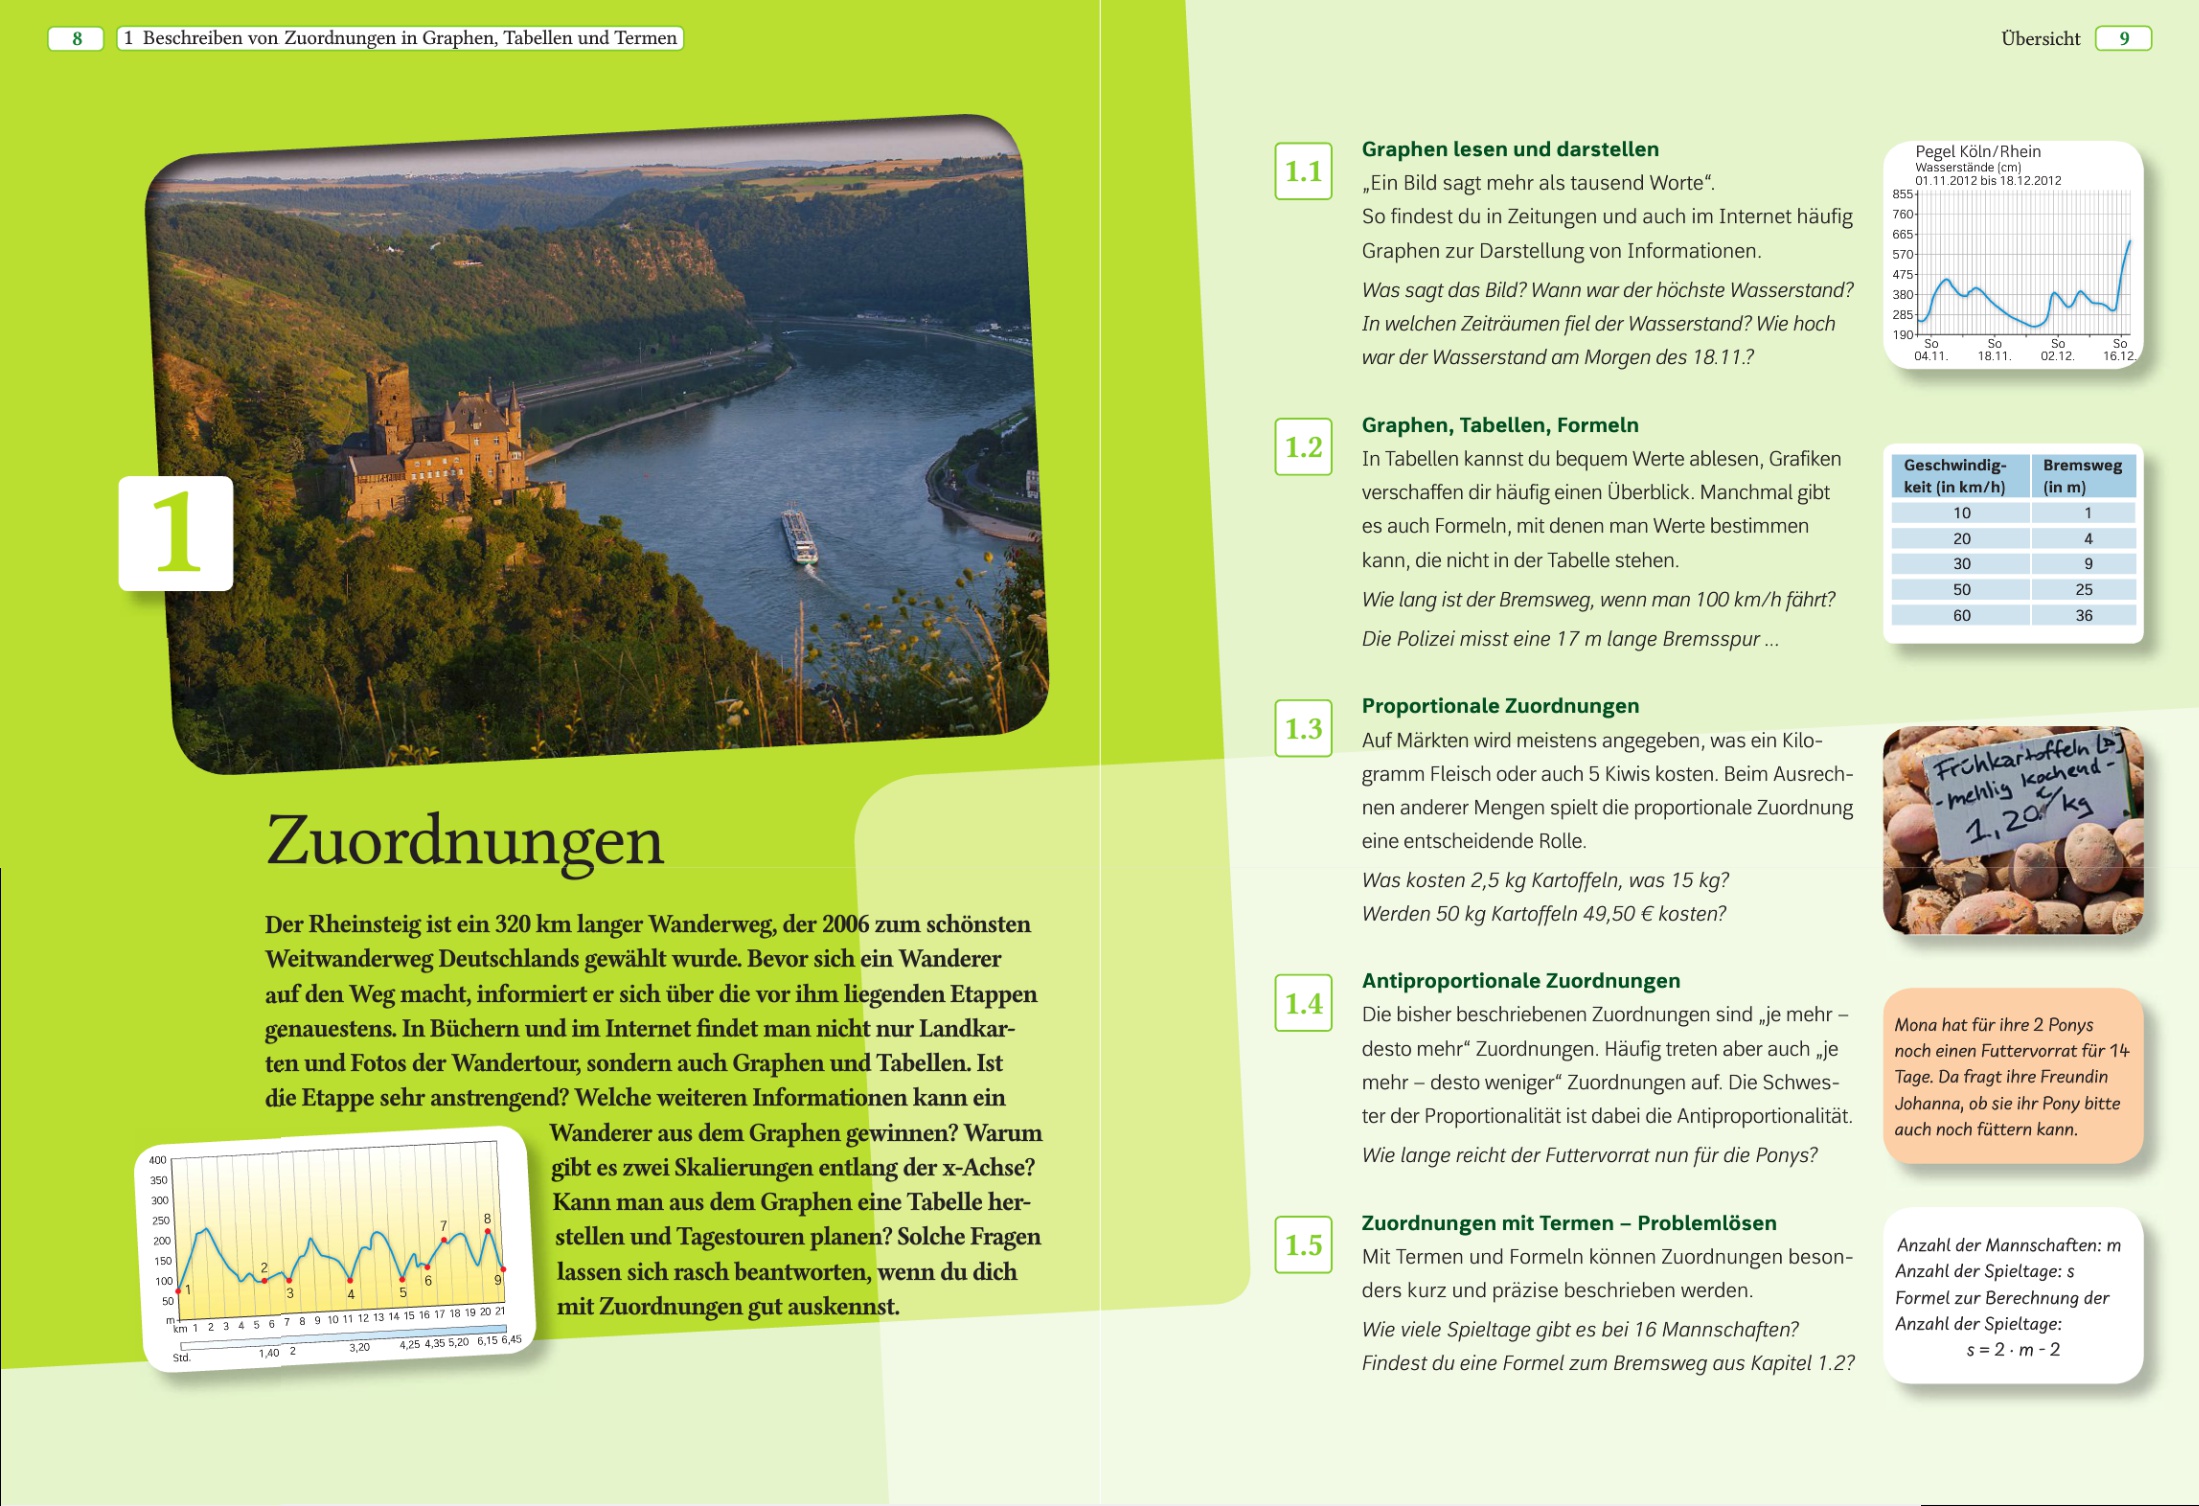 8
1 Beschreiben von Zuordnungen in Graphen, Tabellen und Termen
1
Zuordnungen
Der Rheinsteig ist ein 320 km langer Wanderweg, der 2006 zum schönsten
Weitwanderweg Deutschlands gewählt wurde. Bevor sich ein Wanderer
auf den Weg macht, informiert er sich über die vor ihm liegenden Etappen
genauestens. In Büchern und im Internet findet man nicht nur Landkar-
ten und Fotos der Wandertour, sondern auch Graphen und Tabellen. Ist
die Etappe sehr anstrengend? Welche weiteren Informationen kann ein
Wanderer aus dem Graphen gewinnen? Warum
gibt es zwei Skalierungen entlang der x-Achse?
Kann man aus dem Graphen eine Tabelle her-
stellen und Tagestouren planen? Solche Fragen
lassen sich rasch beantworten, wenn du dich
mit Zuordnungen gut auskennst.
400
350
300
250
200
150
100
50
m
1
2
3
4
5
6
7
8
9
km 1 2 3 4 5 6 7 8 9 10 11 12 13 14 15 16 17 18 19 20 21
Std. 1,40 2 3,20 4,25 4,35 5,20 6,15 6,45
Übersicht 9
1.1
Graphen lesen und darstellen
„Ein Bild sagt mehr als tausend Worte“.
So findest du in Zeitungen und auch im Internet häufig
Graphen zur Darstellung von Informationen.
Was sagt das Bild? Wann war der höchste Wasserstand?
In welchen Zeiträumen fiel der Wasserstand? Wie hoch
war der Wasserstand am Morgen des 18.11.?
Pegel Köln/Rhein
Wasserstände (cm)
01.11.2012 bis 18.12.2012
855
760
665
570
475
380
285
190
So So So So
04.11. 18.11. 02.12. 16.12.
1.2
Graphen, Tabellen, Formeln
In Tabellen kannst du bequem Werte ablesen, Grafiken
verschaffen dir häufig einen Überblick. Manchmal gibt
es auch Formeln, mit denen man Werte bestimmen
kann, die nicht in der Tabelle stehen.
Wie lang ist der Bremsweg, wenn man 100 km/h fährt?
Die Polizei misst eine 17 m lange Bremsspur ...
Geschwindig- Bremsweg
keit (in km/h) (in m)
10 1
20 4
30 9
50 25
60 36
1.3
Proportionale Zuordnungen
Auf Märkten wird meistens angegeben, was ein Kilo-
gramm Fleisch oder auch 5 Kiwis kosten. Beim Ausrech-
nen anderer Mengen spielt die proportionale Zuordnung
eine entscheidende Rolle.
Was kosten 2,5 kg Kartoffeln, was 15 kg?
Werden 50 kg Kartoffeln 49,50 € kosten?
Frühkartoffeln [D]
- mehlig kochend -
1,20 €/kg
1.4
Antiproportionale Zuordnungen
Die bisher beschriebenen Zuordnungen sind „je mehr –
desto mehr“ Zuordnungen. Häufig treten aber auch „je
mehr – desto weniger“ Zuordnungen auf. Die Schwes-
ter der Proportionalität ist dabei die Antiproportionalität.
Wie lange reicht der Futtervorrat nun für die Ponys?
Mona hat für ihre 2 Ponys
noch einen Futtervorrat für 14
Tage. Da fragt ihre Freundin
Johanna, ob sie ihr Pony bitte
auch noch füttern kann.
1.5
Zuordnungen mit Termen – Problemlösen
Mit Termen und Formeln können Zuordnungen beson-
ders kurz und präzise beschrieben werden.
Wie viele Spieltage gibt es bei 16 Mannschaften?
Findest du eine Formel zum Bremsweg aus Kapitel 1.2?
Anzahl der Mannschaften: m
Anzahl der Spieltage: s
Formel zur Berechnung der
Anzahl der Spieltage:
s = 2 · m - 2